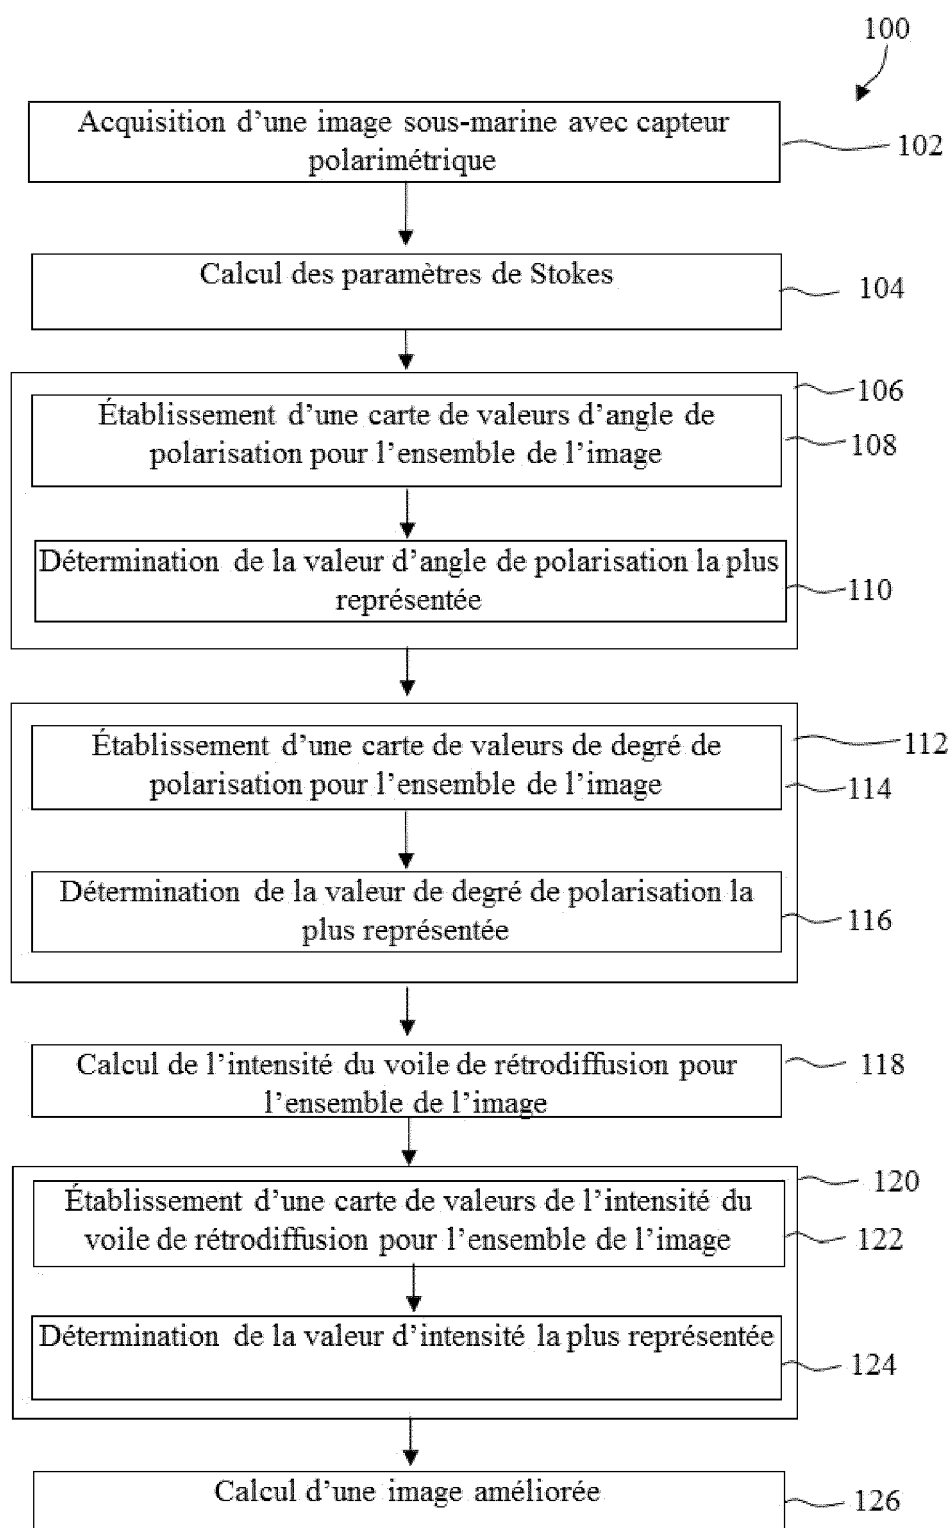 100
Acquisition d’une image sous-marine avec capteur
polarimétrique
102
Calcul des paramètres de Stokes
104
106
Établissement d’une carte de valeurs d’angle de
polarisation pour l’ensemble de l’image
108
Détermination de la valeur d’angle de polarisation la plus
représentée
110
112
Établissement d’une carte de valeurs de degré de
polarisation pour l’ensemble de l’image
114
Détermination de la valeur de degré de polarisation la
plus représentée
116
Calcul de l’intensité du voile de rétrodiffusion pour
l’ensemble de l’image
118
120
Établissement d’une carte de valeurs de l’intensité du
voile de rétrodiffusion pour l’ensemble de l’image
122
Détermination de la valeur d’intensité la plus représentée
124
Calcul d’une image améliorée
126